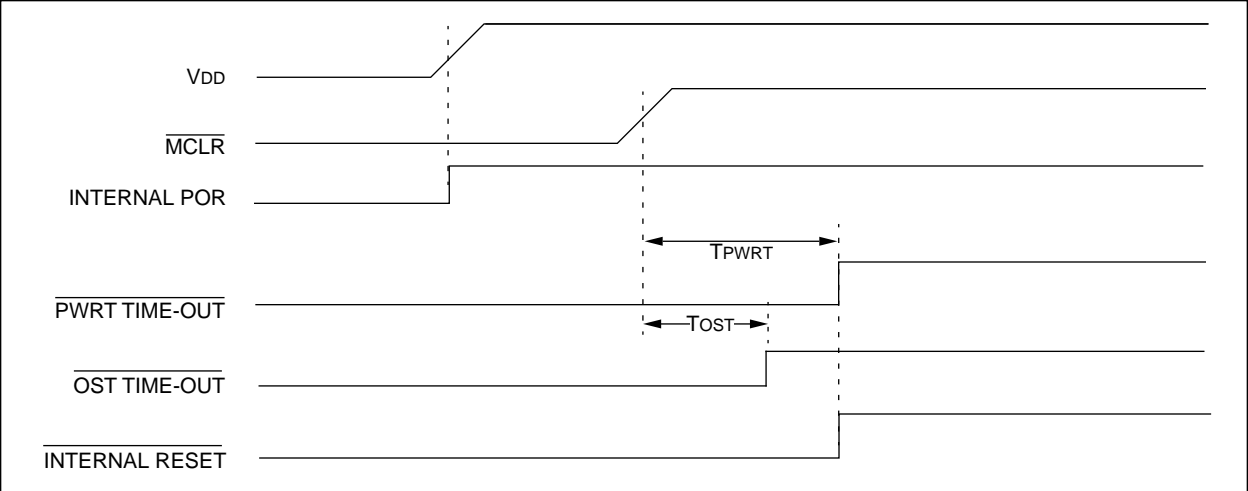 VDD
MCLR
INTERNAL POR
TPWRT
PWRT TIME-OUT
TOST
OST TIME-OUT
INTERNAL RESET